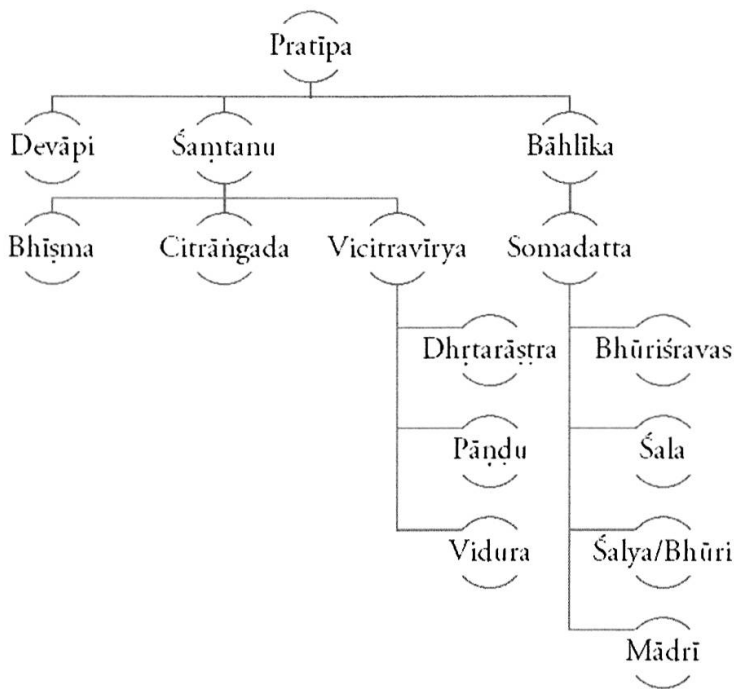 Pratīpa
Devāpi Śaṃtanu Bāhlīka
Bhīṣma Citrāṅgada Vicitravīrya Somadatta
Dhṛtarāṣṭra Bhūriśravas
Pāṇḍu Śala
Vidura Śalya/Bhūri
Mādrī